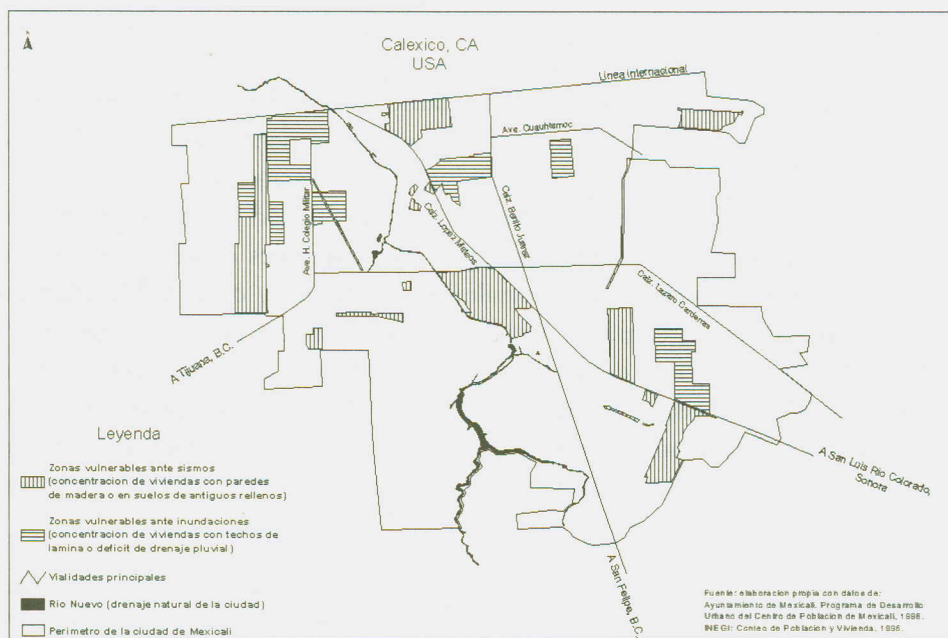 Calexico, CA
USA
Linea internacional
Ave. Cuauhtemoc
Ave. H. Colegio Militar
Calz. Lopez Mateos
Calz. Benito Juarez
Calz. Lazaro Cardenas
A Tijuana, B.C.
A San Luis Rio Colorado,
Sonora
A San Felipe, B.C.
Leyenda
Zonas vulnerables ante sismos
(concentracion de viviendas con paredes
de madera o en suelos de antiguos rellenos)
Zonas vulnerables ante inundaciones
(concentracion de viviendas con techos de
lamina o deficit de drenaje pluvial)
Vialidades principales
Rio Nuevo (drenaje natural de la ciudad)
Perimetro de la ciudad de Mexicali
Fuente: elaboracion propia con datos de:
Ayuntamiento de Mexicali. Programa de Desarrollo
Urbano del Centro de Poblacion de Mexicali, 1998.
INEGI: Conteo de Poblacion y Vivienda, 1995.